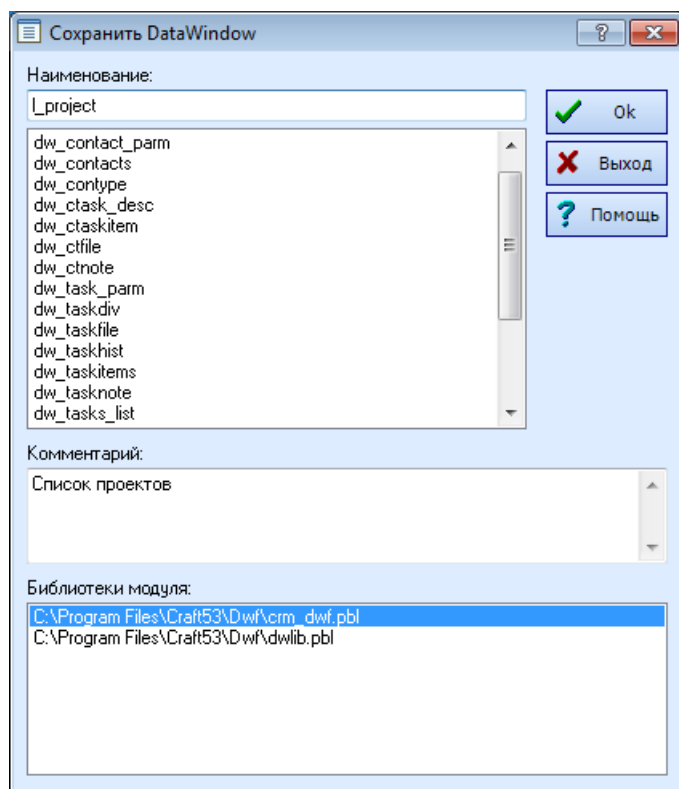 Сохранить DataWindow
Наименование:
l_project
Ok
dw_contact_parm
dw_contacts
Выход
dw_contype
dw_ctask_desc
Помощь
dw_ctaskitem
dw_ctfile
dw_ctnote
dw_task_parm
dw_taskdiv
dw_taskfile
dw_taskhist
dw_taskitems
dw_tasknote
dw_tasks_list
Комментарий:
Список проектов
Библиотеки модуля:
C:\Program Files\Craft53\Dwf\crm_dwf.pbl
C:\Program Files\Craft53\Dwf\dwlib.pbl